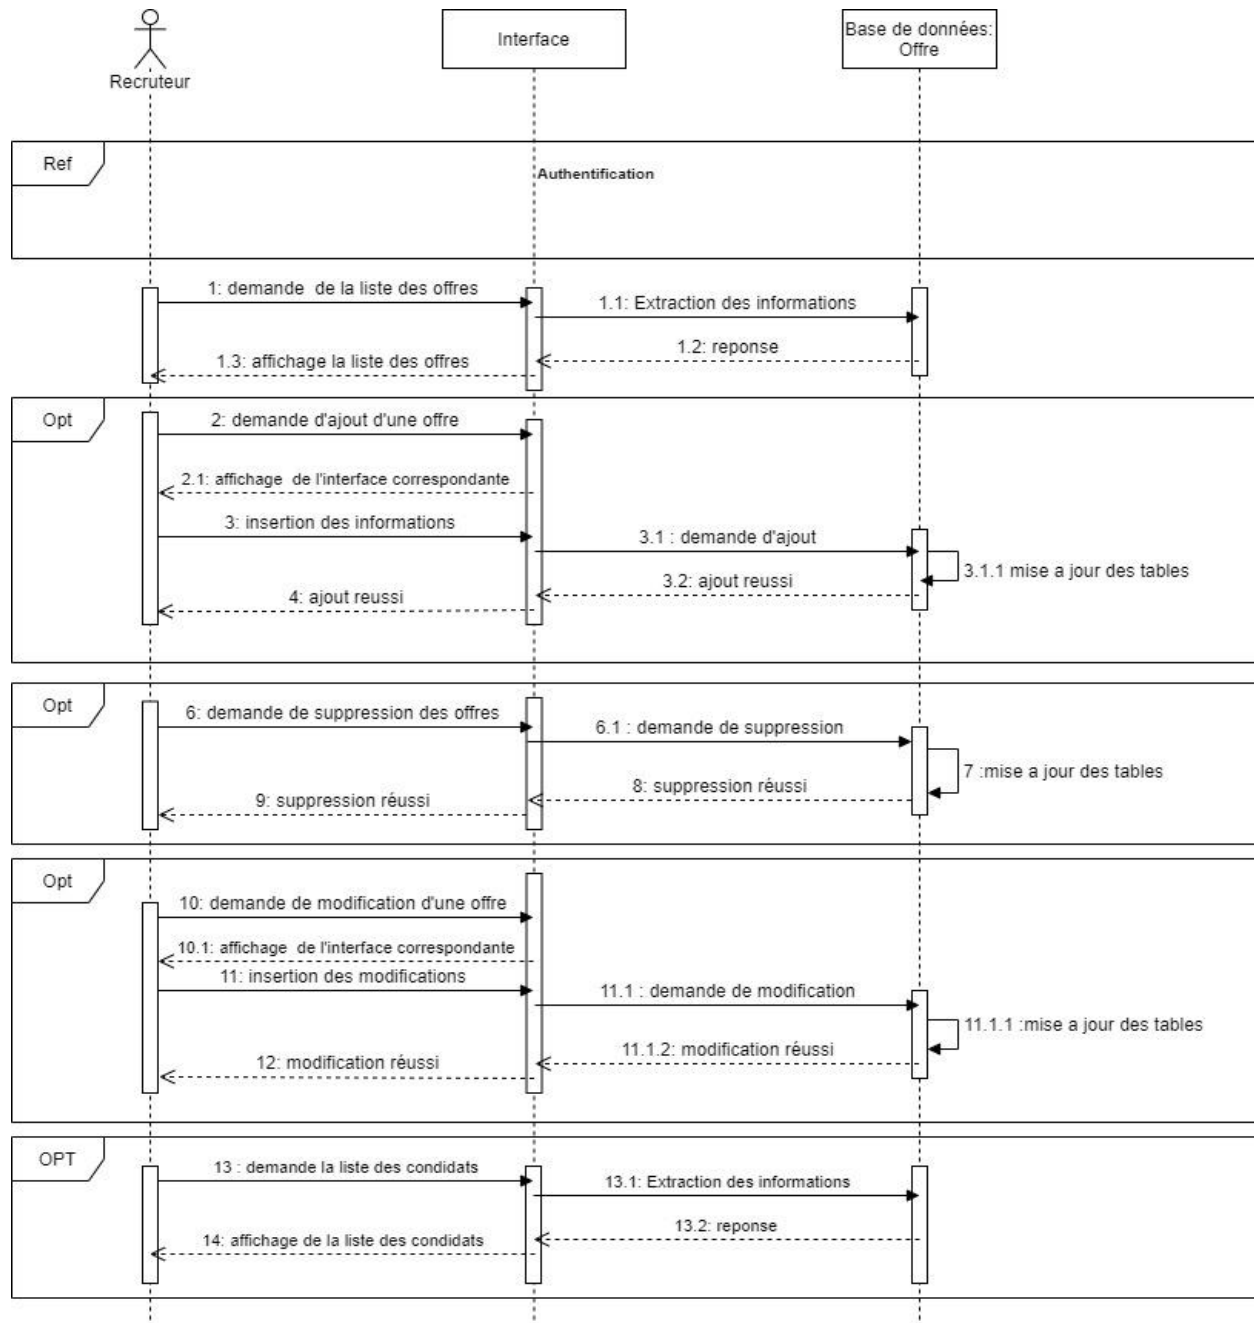 Recruteur
Interface
Base de données:
Offre
Ref
Authentification
1: demande  de la liste des offres
1.1: Extraction des informations
1.2: reponse
1.3: affichage la liste des offres
Opt
2: demande d'ajout d'une offre
2.1: affichage  de l'interface correspondante
3: insertion des informations
3.1 : demande d'ajout
3.1.1 mise a jour des tables
3.2: ajout reussi
4: ajout reussi
Opt
6: demande de suppression des offres
6.1 : demande de suppression
7 :mise a jour des tables
8: suppression réussi
9: suppression réussi
Opt
10: demande de modification d'une offre
10.1: affichage  de l'interface correspondante
11: insertion des modifications
11.1 : demande de modification
11.1.1 :mise a jour des tables
11.1.2: modification réussi
12: modification réussi
OPT
13 : demande la liste des condidats
13.1: Extraction des informations
13.2: reponse
14: affichage de la liste des condidats